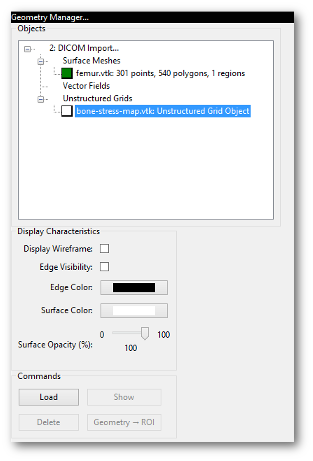 Geometry Manager...
Objects
2: DICOM Import...
Surface Meshes
femur.vtk: 301 points, 540 polygons, 1 regions
Vector Fields
Unstructured Grids
bone-stress-map.vtk: Unstructured Grid Object
Display Characteristics
Display Wireframe:
Edge Visibility:
Edge Color:
Surface Color:
0 100
Surface Opacity (%):
100
Commands
Load Show
Delete Geometry → ROI